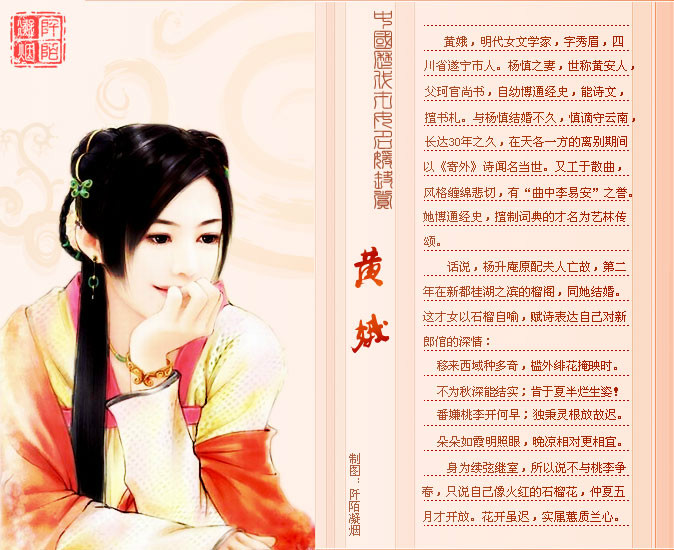 阡陌
凝烟
中國歷代才女名媛封賞
黄娥
制图：阡陌凝烟
黄娥，明代女文学家，字秀眉，四
川省遂宁市人。杨慎之妻，世称黄安人，
父珂官尚书，自幼博通经史，能诗文，
揎书札。与杨慎结婚不久，慎谪守云南，
长达30年之久，在天各一方的离别期间
以《寄外》诗闻名当世。又工于散曲，
风格缠绵悲切，有“曲中李易安”之誉。
她博通经史，揎制词典的才名为艺林传
颂。
话说，杨升庵原配夫人亡故，第二
年在新都桂湖之滨的榴阁，同她结婚。
这才女以石榴自喻，赋诗表达自己对新
郎倌的深情：
移来西域种多奇，槛外绯花掩映时。
不为秋深能结实；肯于夏半烂生姿！
番嫌桃李开何早；独秉灵根放故迟。
朵朵如霞明照眼，晚凉相对更相宜。
身为续弦继室，所以说不与桃李争
春，只说自己像火红的石榴花，仲夏五
月才开放。花开虽迟，实属蕙质兰心。